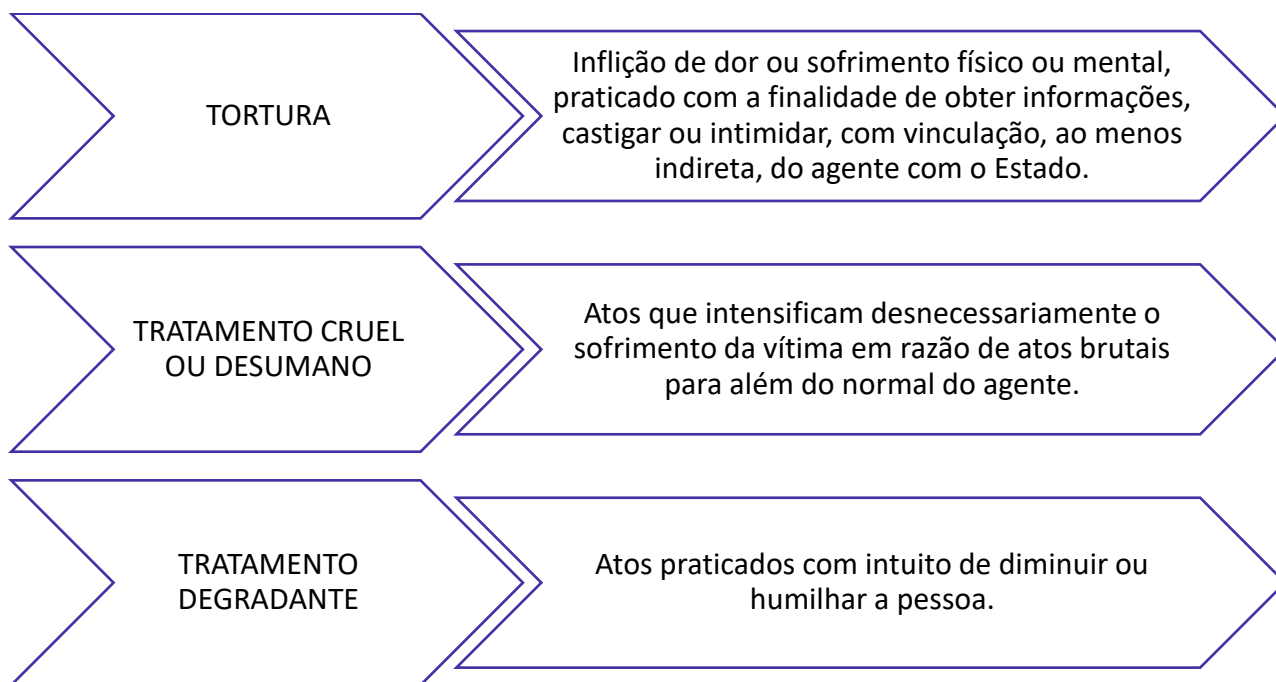 TORTURA
Inflição de dor ou sofrimento físico ou mental,
praticado com a finalidade de obter informações,
castigar ou intimidar, com vinculação, ao menos
indireta, do agente com o Estado.
TRATAMENTO CRUEL
OU DESUMANO
Atos que intensificam desnecessariamente o
sofrimento da vítima em razão de atos brutais
para além do normal do agente.
TRATAMENTO
DEGRADANTE
Atos praticados com intuito de diminuir ou
humilhar a pessoa.